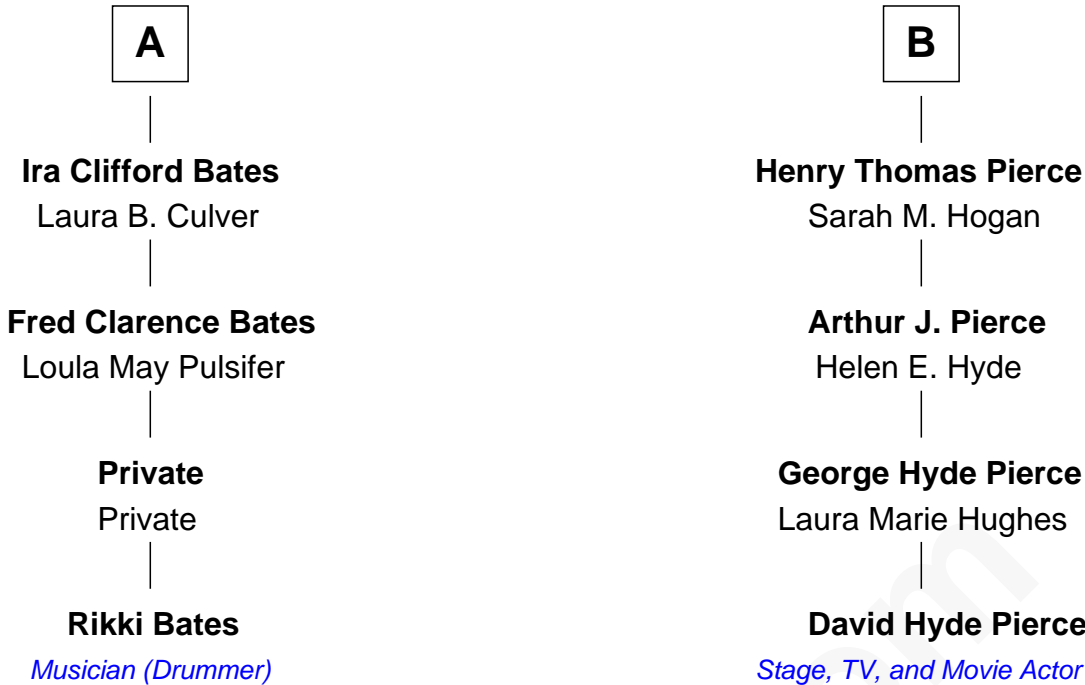 A
B
Ira Clifford Bates
Laura B. Culver
Henry Thomas Pierce
Sarah M. Hogan
Fred Clarence Bates
Loula May Pulsifer
Arthur J. Pierce
Helen E. Hyde
Private
Private
George Hyde Pierce
Laura Marie Hughes
Rikki Bates
Musician (Drummer)
David Hyde Pierce
Stage, TV, and Movie Actor